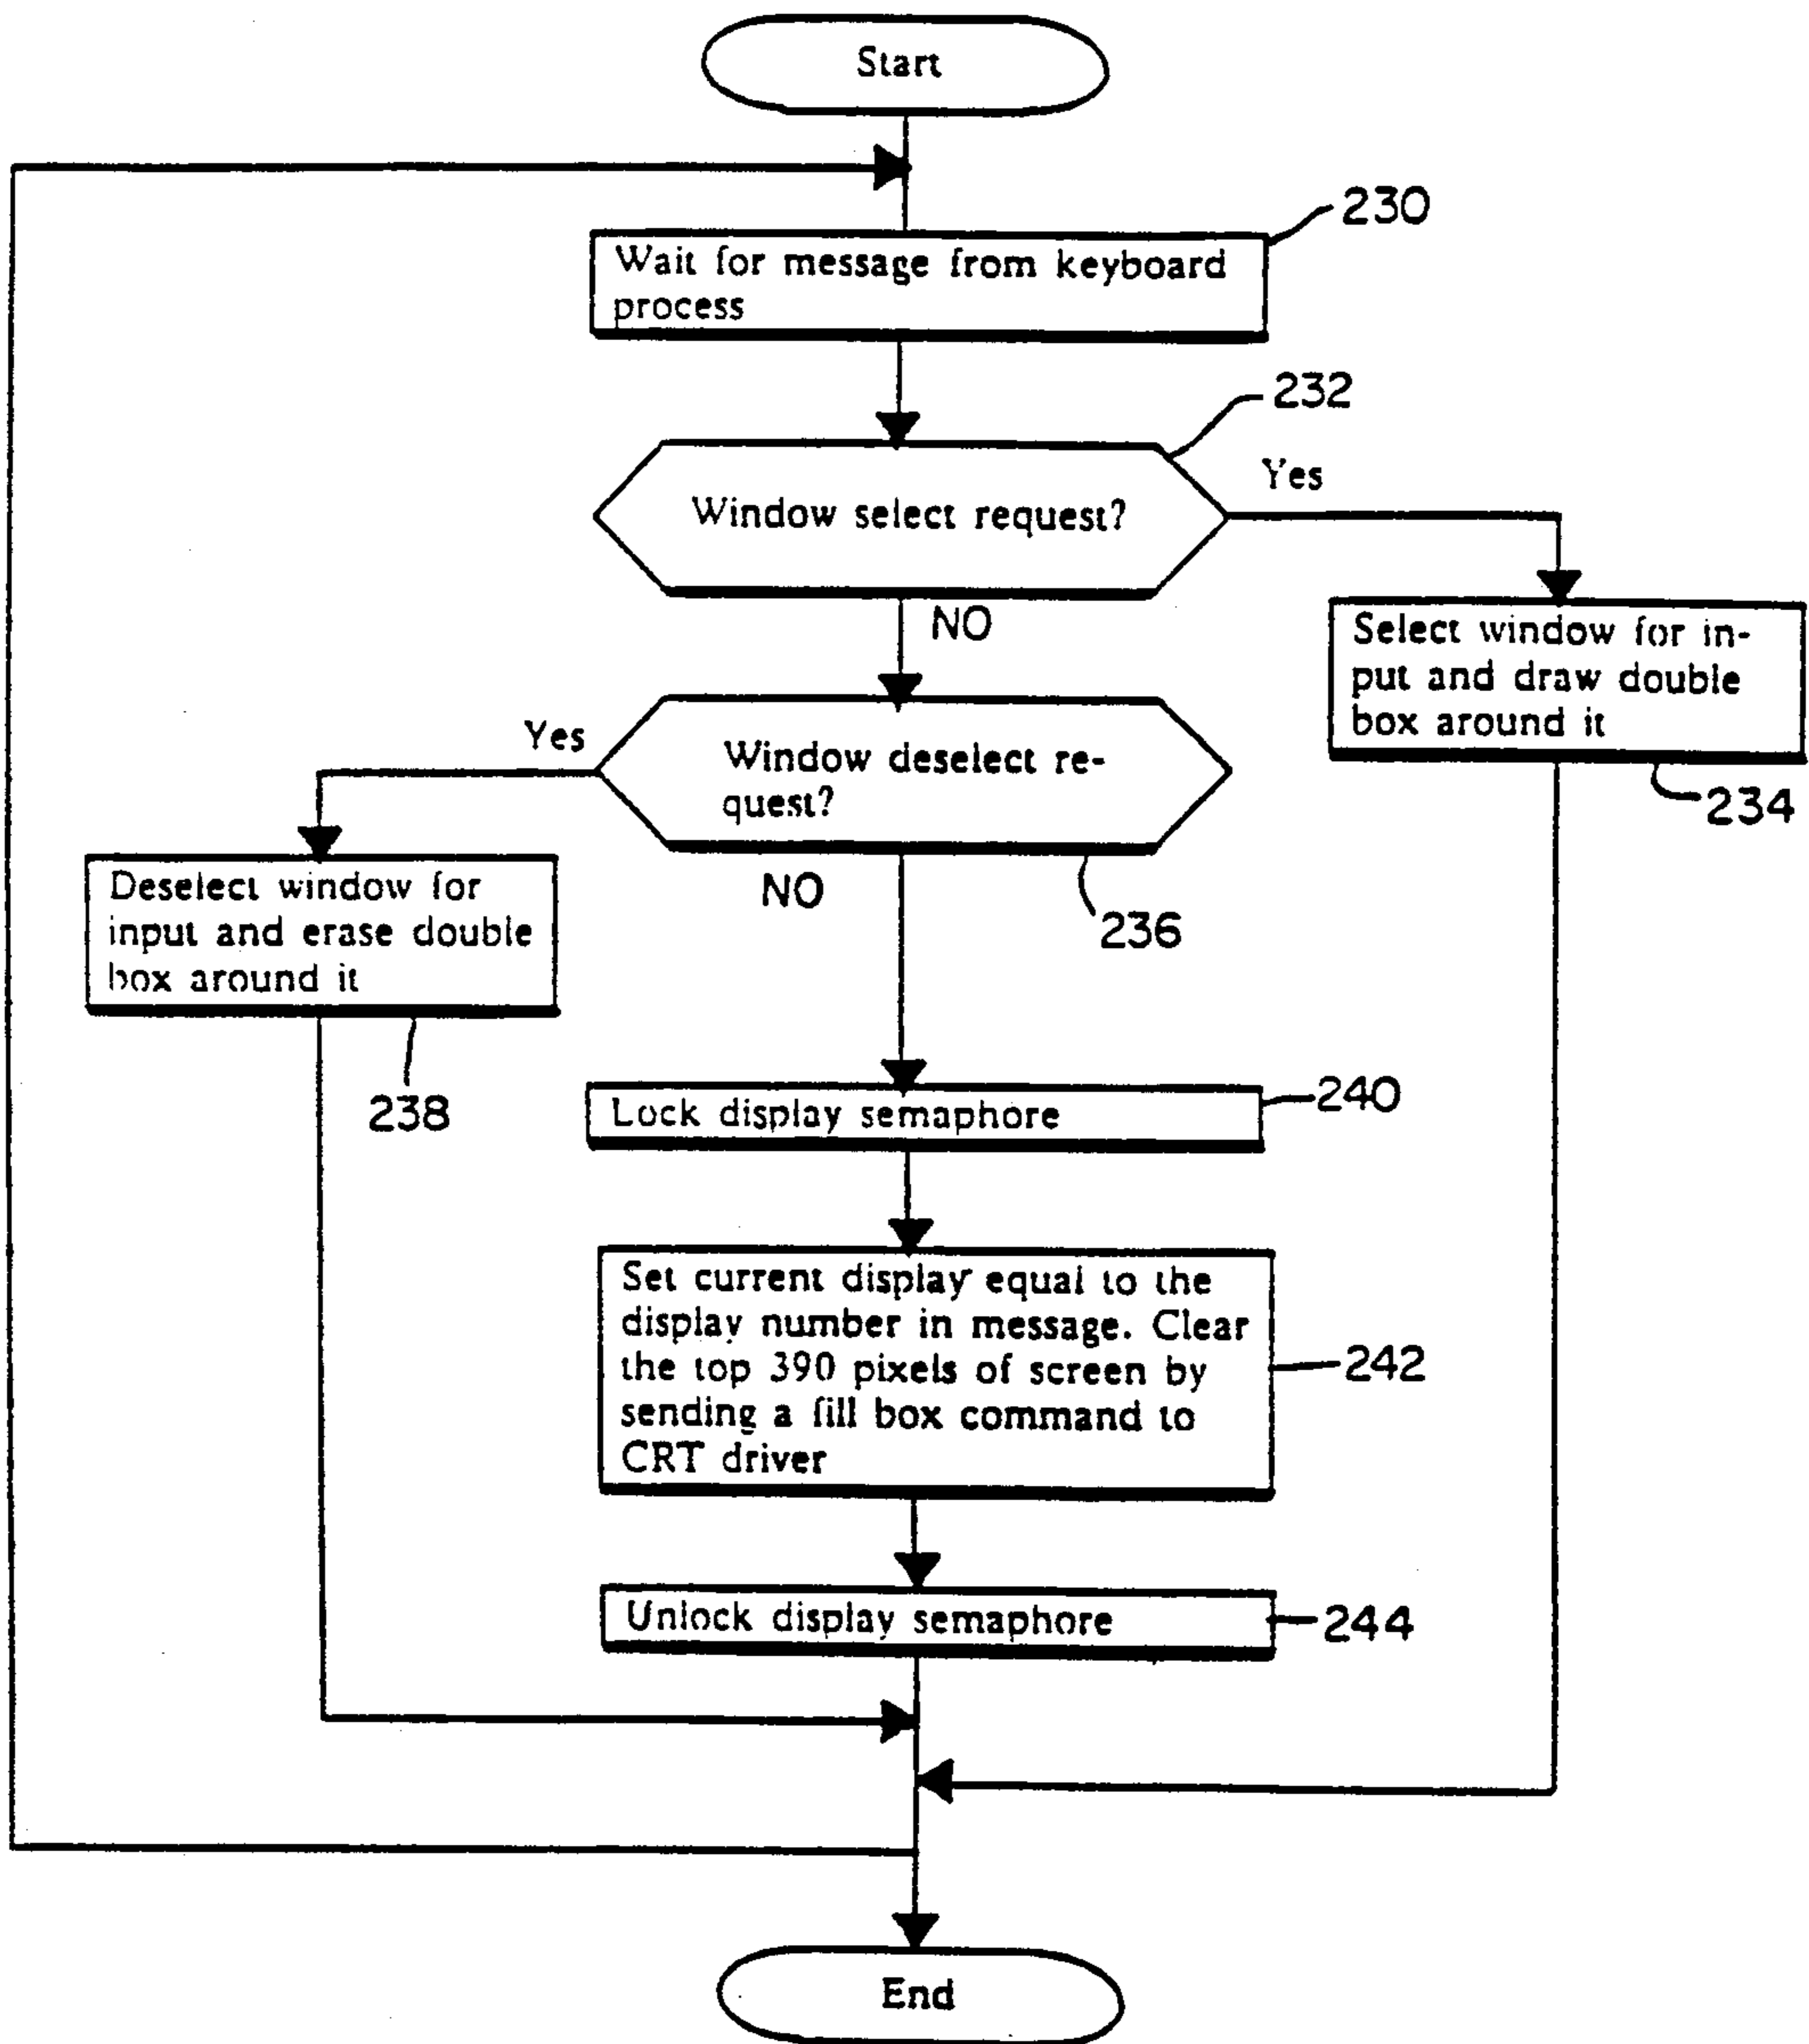 Start
230
Wait for message from keyboard
process
232
Yes
Window select request?
NO
Select window for in-
put and draw double
box around it
234
Yes
Window deselect re-
quest?
236
NO
Deselect window for
input and erase double
box around it
238
Lock display semaphore
240
Set current display equal to the
display number in message. Clear
the top 390 pixels of screen by
sending a fill box command to
CRT driver
242
Unlock display semaphore
244
End